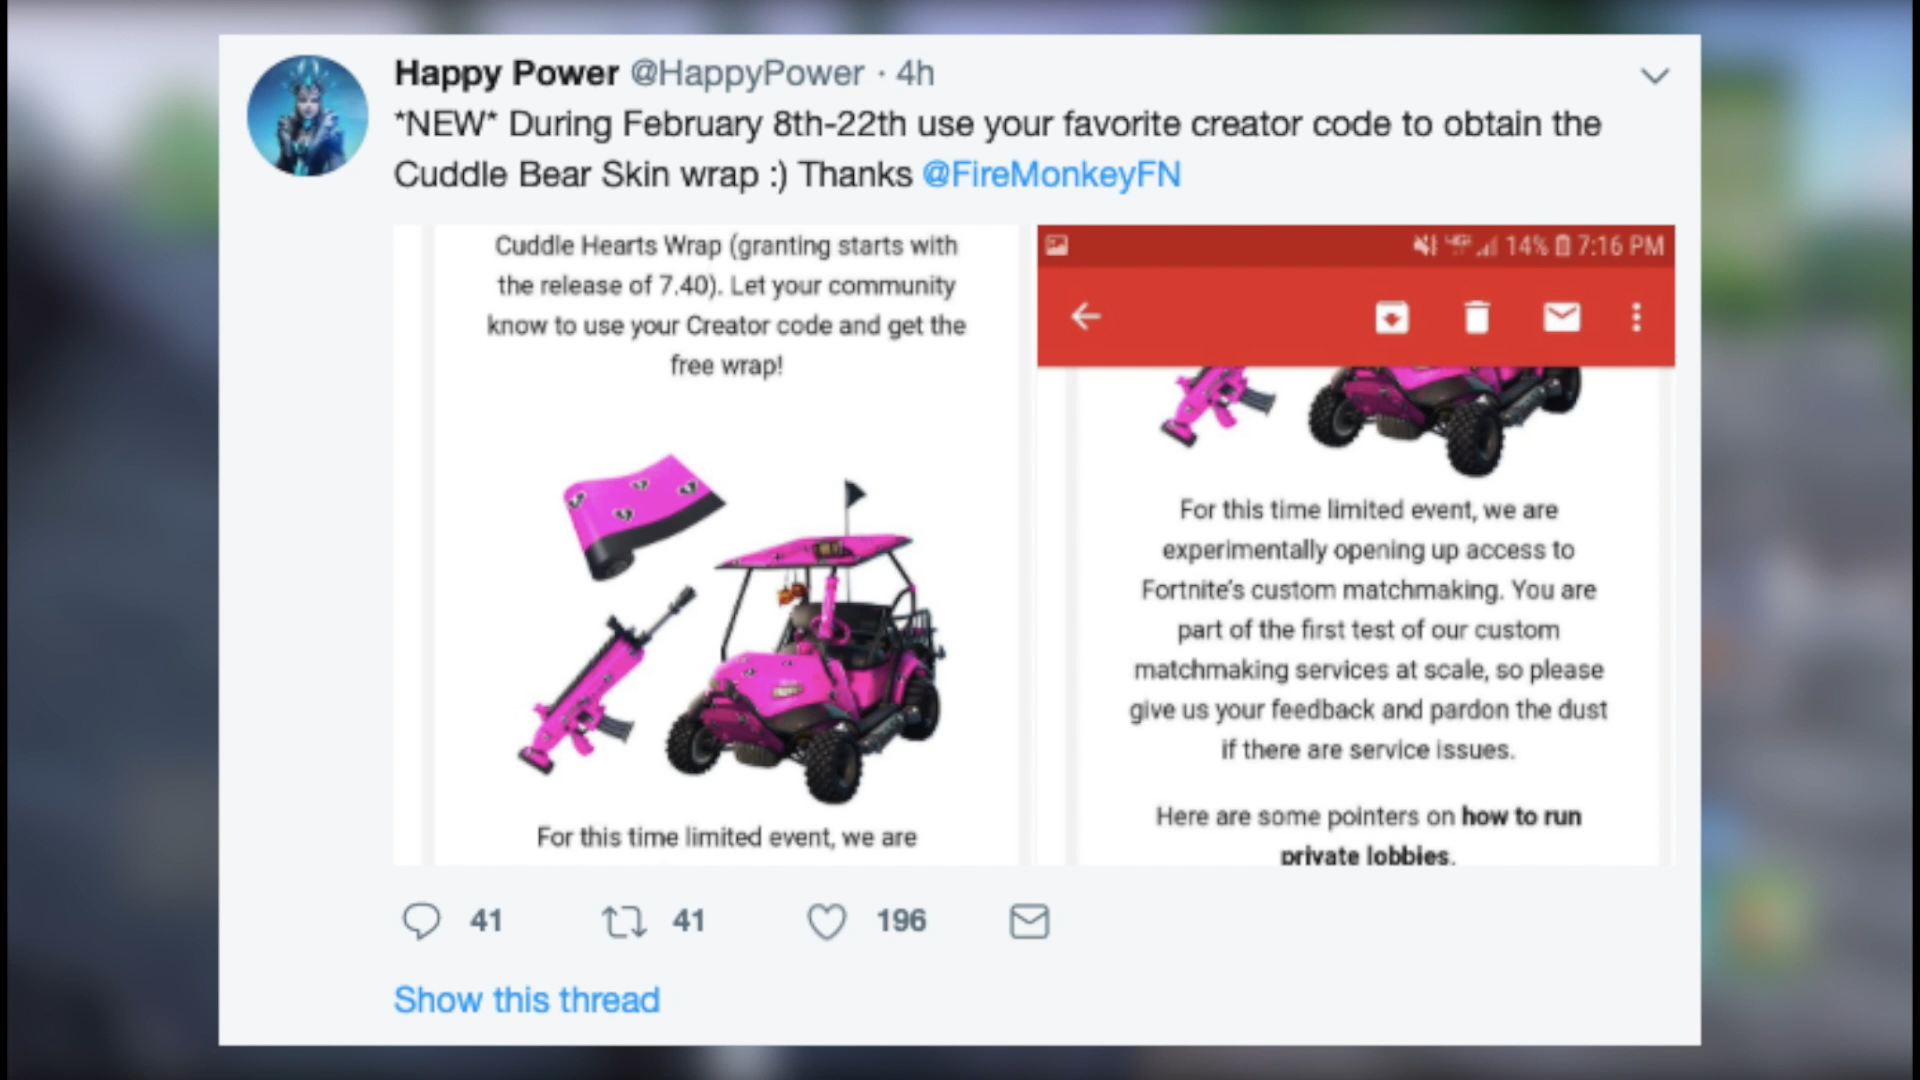 Happy Power @HappyPower · 4h
*NEW* During February 8th-22th use your favorite creator code to obtain the
Cuddle Bear Skin wrap :) Thanks @FireMonkeyFN
Cuddle Hearts Wrap (granting starts with
the release of 7.40). Let your community
know to use your Creator code and get the
free wrap!
For this time limited event, we are
14% 7:16 PM
For this time limited event, we are
experimentally opening up access to
Fortnite's custom matchmaking. You are
part of the first test of our custom
matchmaking services at scale, so please
give us your feedback and pardon the dust
if there are service issues.
Here are some pointers on how to run
private lobbies.
41 41 196
Show this thread